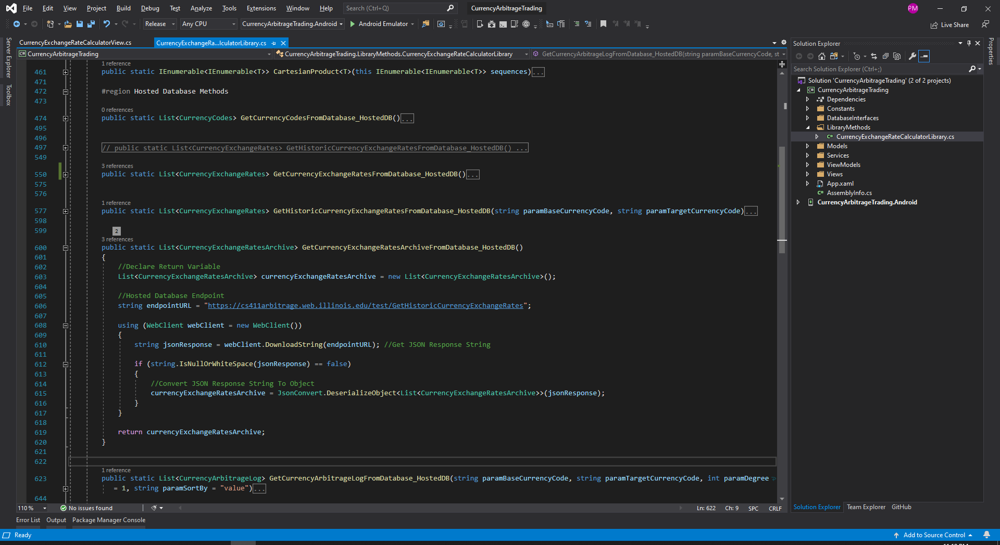 File Edit View Project Build Debug Test Analyze Tools Extensions Window Help Search (Ctrl+Q) CurrencyArbitrageTrading PM
Release Any CPU CurrencyArbitrageTrading.Android Android Emulator Live Share
Server Explorer
Toolbox
CurrencyExchangeRateCalculatorView.cs CurrencyExchangeRa...lculatorLibrary.cs
CurrencyArbitrageTrading CurrencyArbitrageTrading.LibraryMethods.CurrencyExchangeRateCalculatorLibrary GetCurrencyArbitrageLogFromDatabase_HostedDB(string paramBaseCurrencyCode, st
1 reference
461 public static IEnumerable<IEnumerable<T>> CartesianProduct<T>(this IEnumerable<IEnumerable<T>> sequences)...
471
472 #region Hosted Database Methods
473
0 references
474 public static List<CurrencyCodes> GetCurrencyCodesFromDatabase_HostedDB()...
495
496
497 // public static List<CurrencyExchangeRates> GetHistoricCurrencyExchangeRatesFromDatabase_HostedDB() ...
549
3 references
550 public static List<CurrencyExchangeRates> GetCurrencyExchangeRatesFromDatabase_HostedDB()...
575
576
1 reference
577 public static List<CurrencyExchangeRates> GetHistoricCurrencyExchangeRatesFromDatabase_HostedDB(string paramBaseCurrencyCode, string paramTargetCurrencyCode)...
598
599 2
3 references
600 public static List<CurrencyExchangeRatesArchive> GetCurrencyExchangeRatesArchiveFromDatabase_HostedDB()
601 {
602 //Declare Return Variable
603 List<CurrencyExchangeRatesArchive> currencyExchangeRatesArchive = new List<CurrencyExchangeRatesArchive>();
604
605 //Hosted Database Endpoint
606 string endpointURL = "https://cs411arbitrage.web.illinois.edu/test/GetHistoricCurrencyExchangeRates";
607
608 using (WebClient webClient = new WebClient())
609 {
610 string jsonResponse = webClient.DownloadString(endpointURL); //Get JSON Response String
611
612 if (string.IsNullOrWhiteSpace(jsonResponse) == false)
613 {
614 //Convert JSON Response String To Object
615 currencyExchangeRatesArchive = JsonConvert.DeserializeObject<List<CurrencyExchangeRatesArchive>>(jsonResponse);
616 }
617 }
618
619 return currencyExchangeRatesArchive;
620 }
621
622
1 reference
623 public static List<CurrencyArbitrageLog> GetCurrencyArbitrageLogFromDatabase_HostedDB(string paramBaseCurrencyCode, string paramTargetCurrencyCode, int paramDegree
= 1, string paramSortBy = "value")...
644
110 % No issues found Ln: 622 Ch: 9 SPC CRLF
Error List Output Package Manager Console
Solution Explorer
Search Solution Explorer (Ctrl+;)
Solution 'CurrencyArbitrageTrading' (2 of 2 projects)
CurrencyArbitrageTrading
Dependencies
Constants
DatabaseInterfaces
LibraryMethods
CurrencyExchangeRateCalculatorLibrary.cs
Models
Services
ViewModels
Views
App.xaml
AssemblyInfo.cs
CurrencyArbitrageTrading.Android
Solution Explorer Team Explorer GitHub
Properties
Ready Add to Source Control